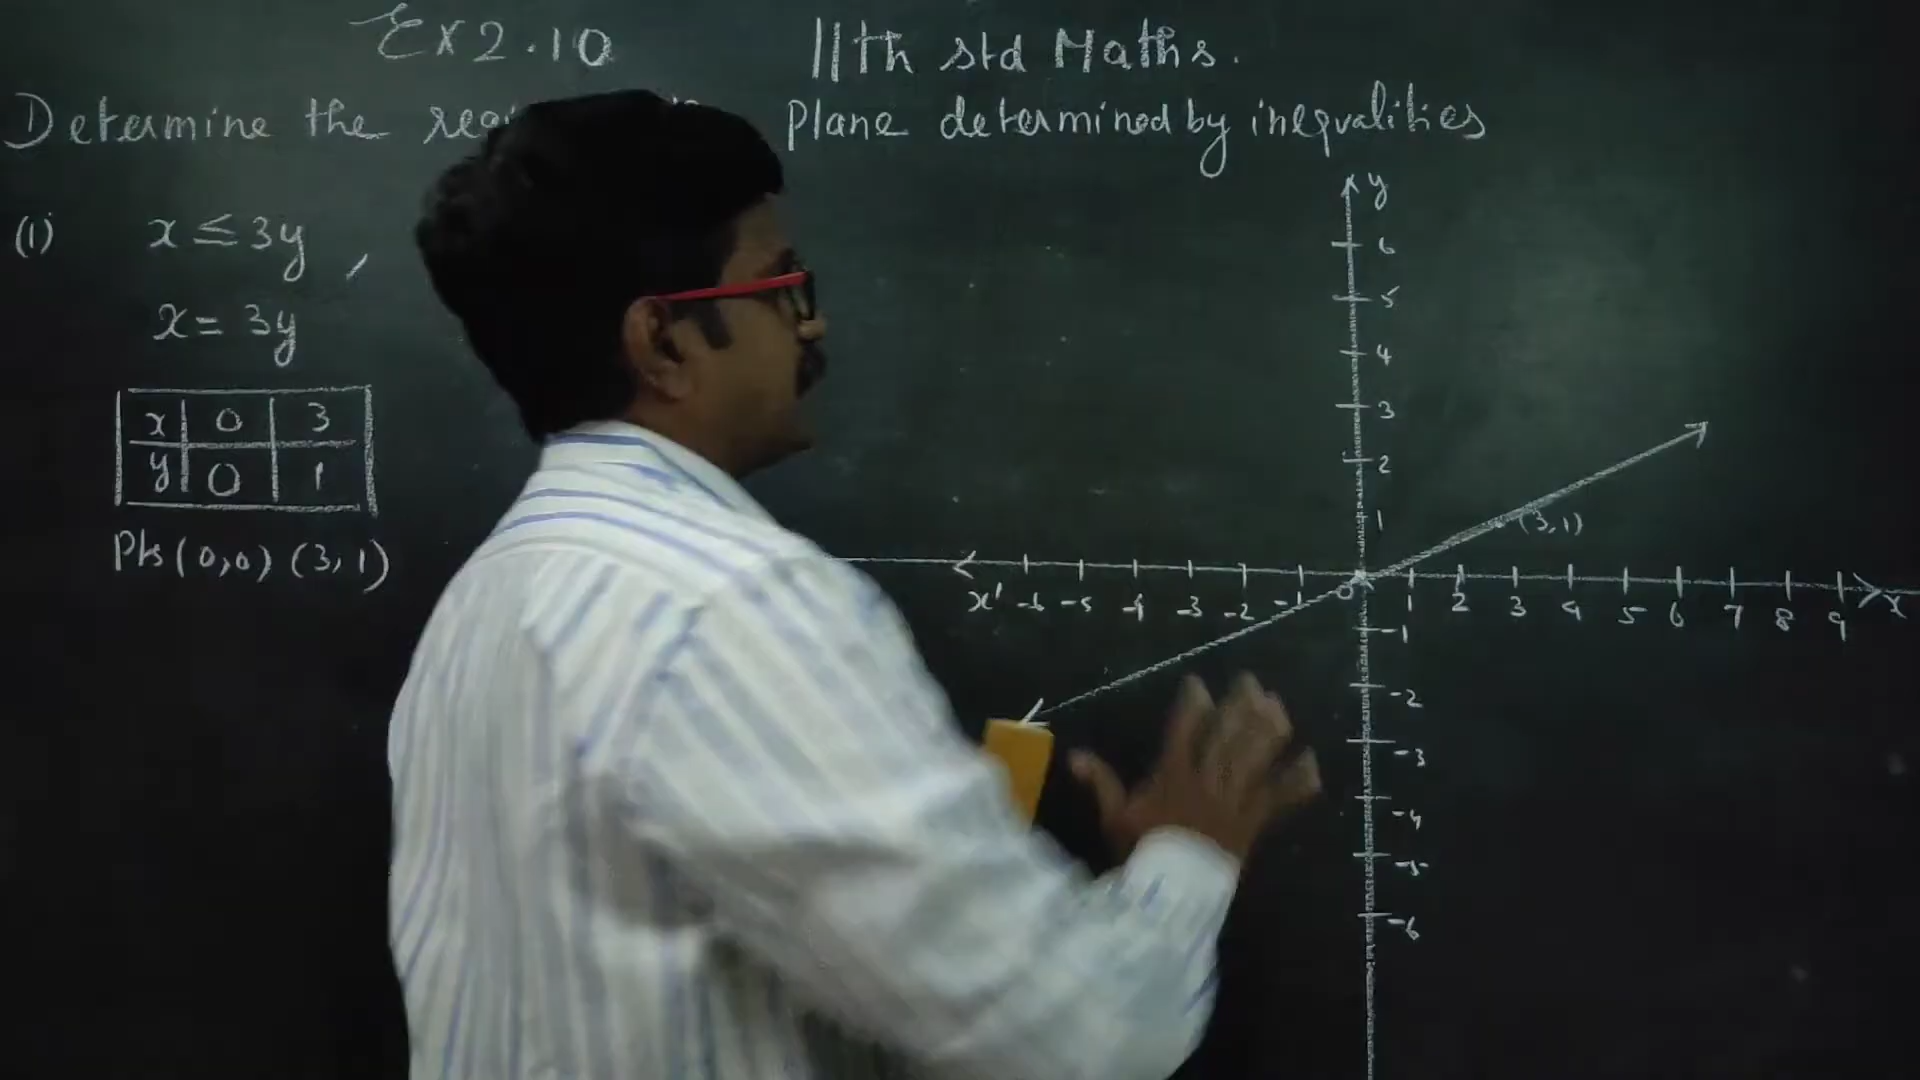 Ex 2.10
11th std Maths.
Determine the Plane determined by inequalities
(i) x ≤ 3y ,
x = 3y
x 0 3
y 0 1
Pts (0,0) (3,1)
y
6
5
4
3
2
1
(3,1)
x' -6 -5 -4 -3 -2 -1 0 1 2 3 4 5 6 7 8 9 x
-1
-2
-3
-4
-5
-6